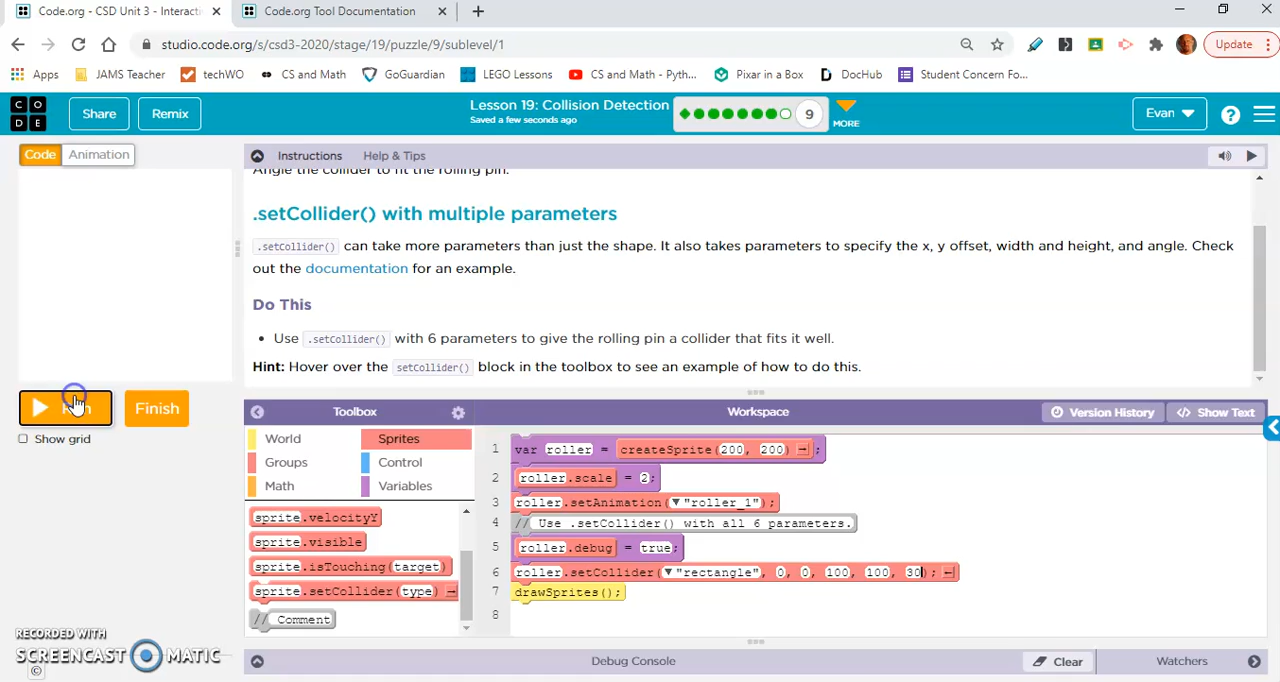 Code.org - CSD Unit 3 - Interacti
Code.org Tool Documentation
studio.code.org/s/csd3-2020/stage/19/puzzle/9/sublevel/1
Update
Apps
JAMS Teacher
techWO
CS and Math
GoGuardian
LEGO Lessons
CS and Math - Pyth...
Pixar in a Box
DocHub
Student Concern Fo...
C O
D E
Share
Remix
Lesson 19: Collision Detection
Saved a few seconds ago
9
MORE
Evan
?
Code
Animation
Instructions
Help & Tips
Angle the collider to fit the rolling pin.
.setCollider() with multiple parameters
.setCollider() can take more parameters than just the shape. It also takes parameters to specify the x, y offset, width and height, and angle. Check
out the documentation for an example.
Do This
• Use .setCollider() with 6 parameters to give the rolling pin a collider that fits it well.
Hint: Hover over the setCollider() block in the toolbox to see an example of how to do this.
Finish
Show grid
Toolbox
Workspace
Version History
</> Show Text
World
Sprites
Groups
Control
Math
Variables
sprite.velocityY
sprite.visible
sprite.isTouching(target)
sprite.setCollider(type)
// Comment
1 var roller = createSprite(200, 200);
2 roller.scale = 2;
3 roller.setAnimation("roller_1");
4 // Use .setCollider() with all 6 parameters.
5 roller.debug = true;
6 roller.setCollider("rectangle", 0, 0, 100, 100, 30);
7 drawSprites();
8
Debug Console
Clear
Watchers
RECORDED WITH
SCREENCAST MATIC
©